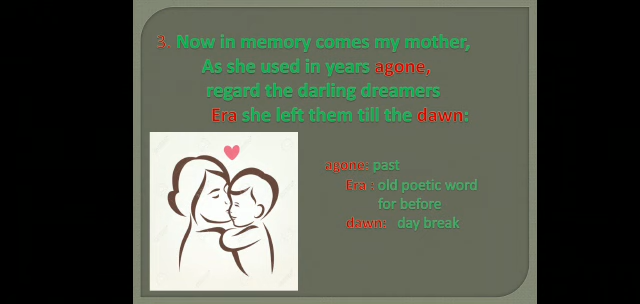 3. Now in memory comes my mother,
As she used in years agone,
regard the darling dreamers
Era she left them till the dawn:
agone: past
Era : old poetic word
for before
dawn: day break